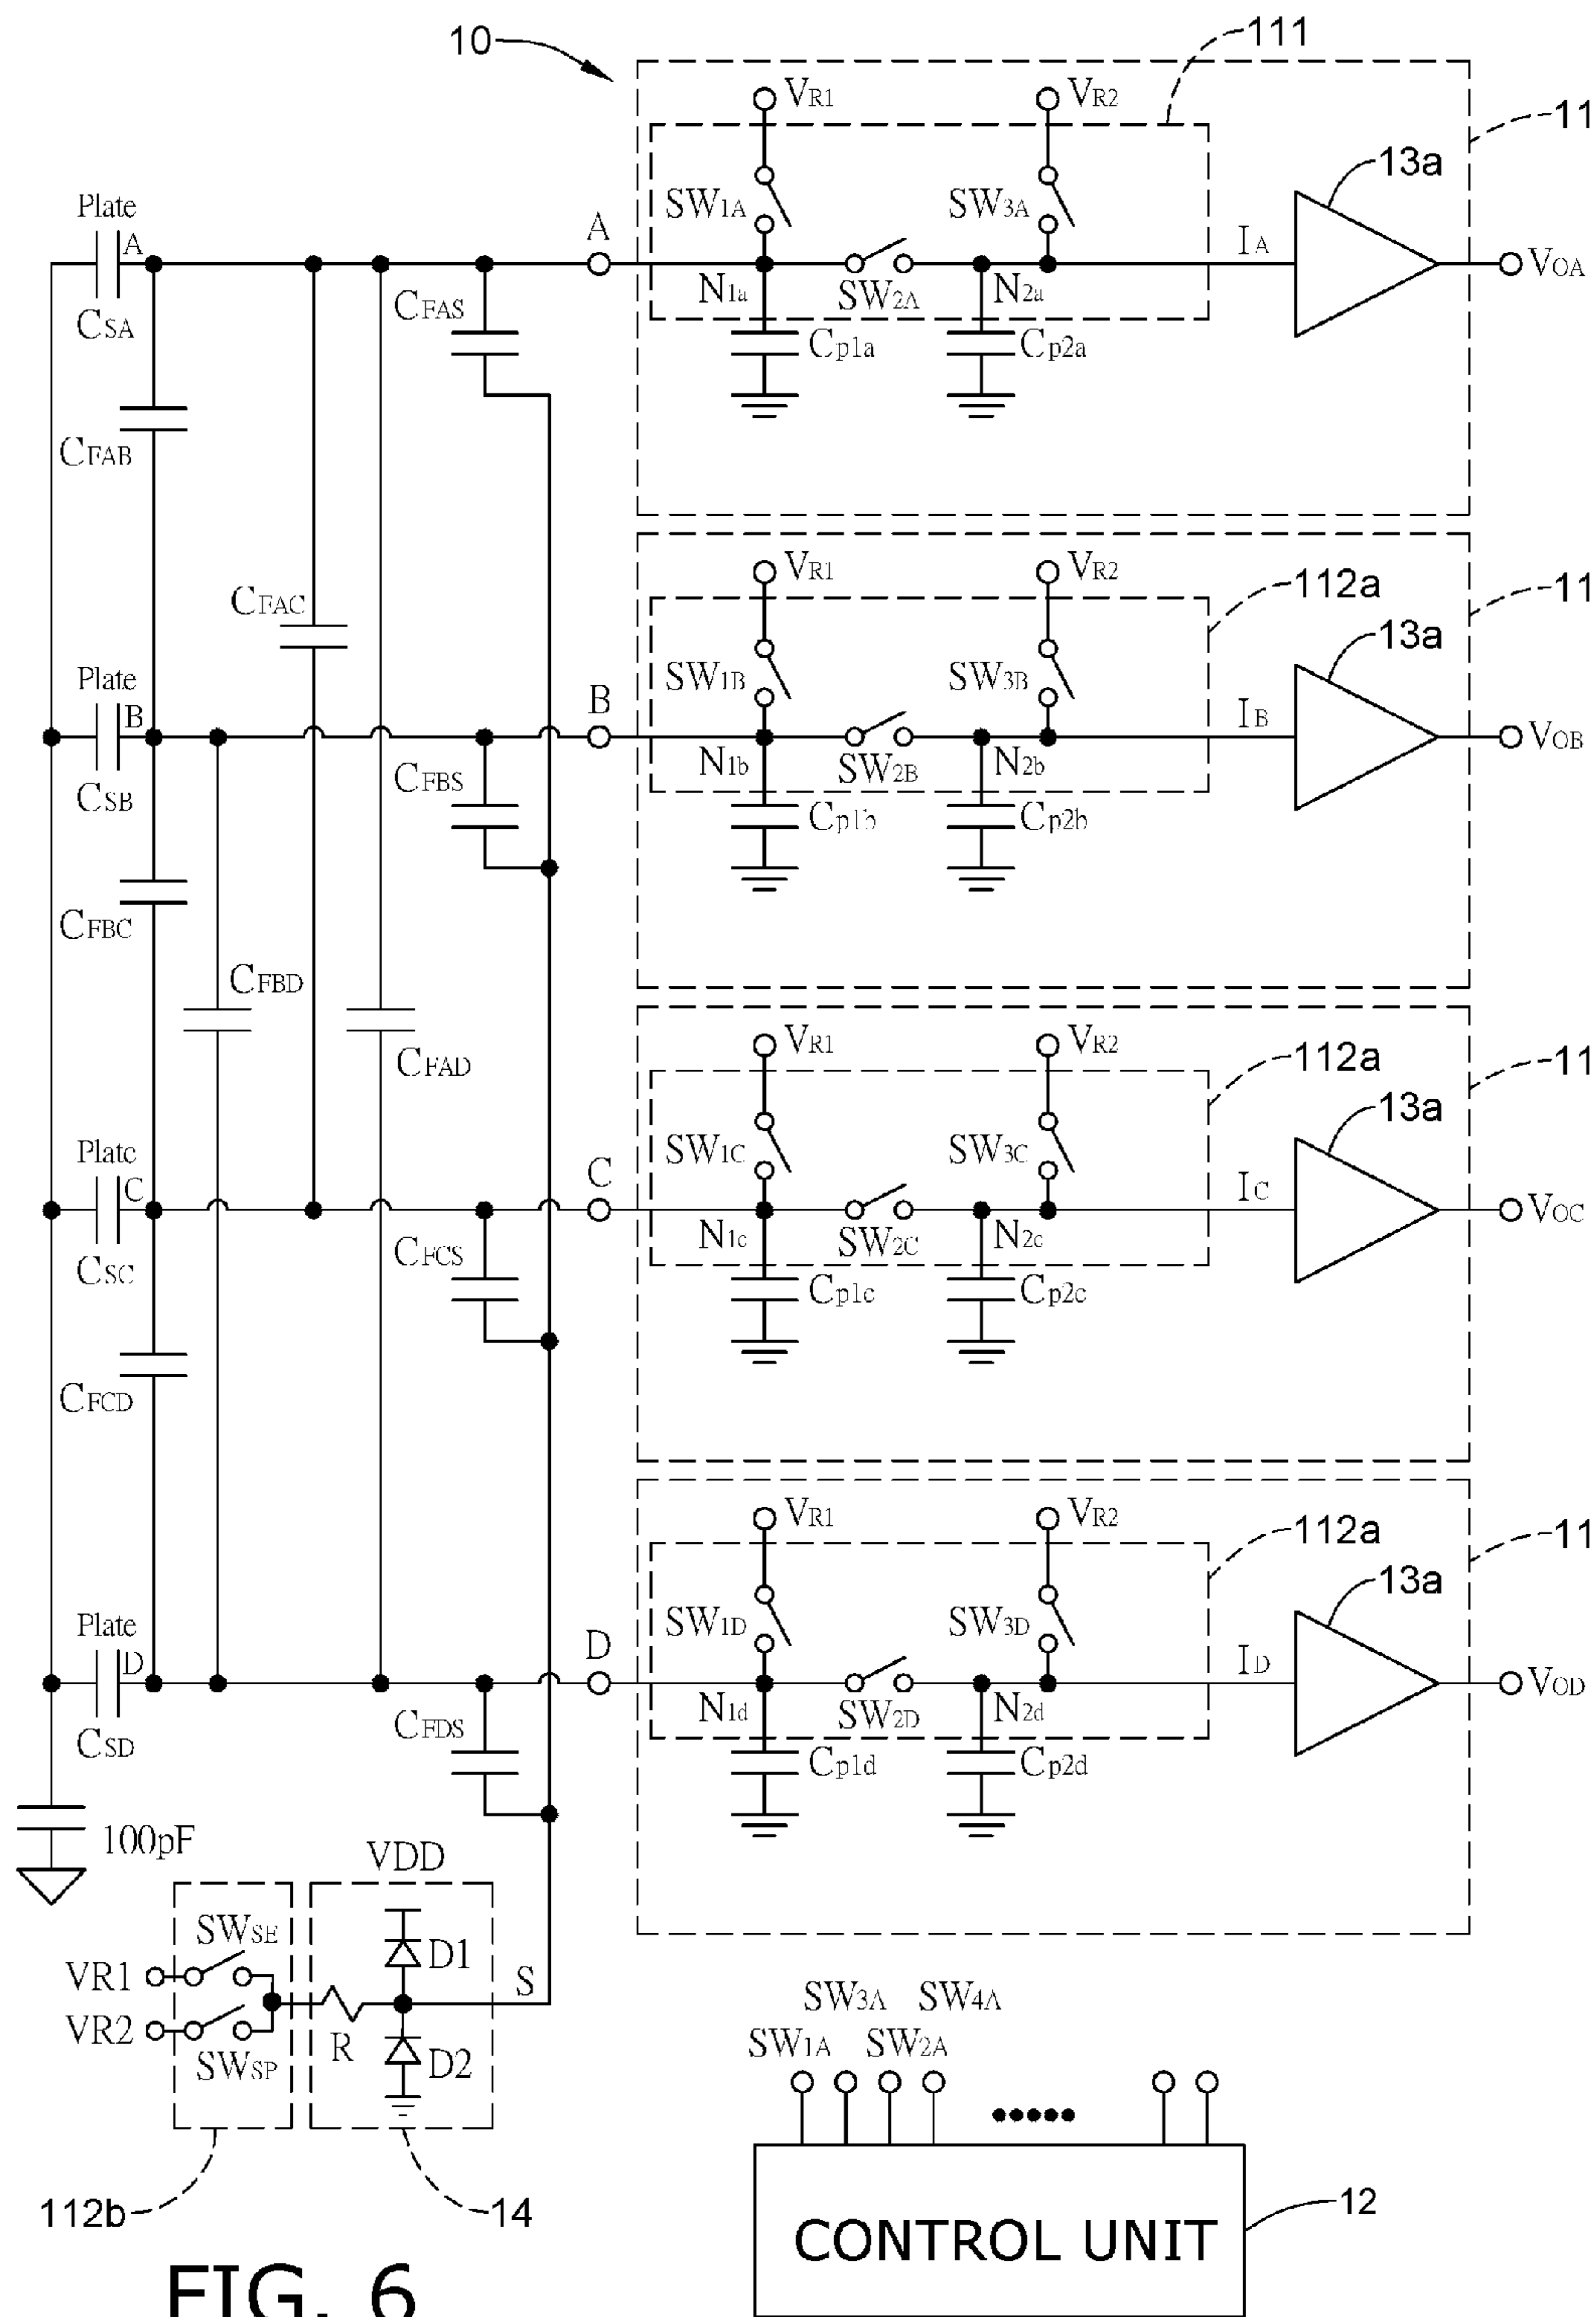 10
111
VR1
VR2
11
13a
Plate
A
SW1A
SW3A
A
IA
VOA
CSA
CFAS
N1a
SW2A
N2a
Cp1a
Cp2a
CFAB
VR1
VR2
112a
11
CFAC
13a
Plate
B
SW1B
SW3B
B
IB
VOB
CSB
CFBS
N1b
SW2B
N2b
Cp1b
Cp2b
CFBC
CFBD
VR1
VR2
112a
11
CFAD
13a
Plate
C
SW1C
SW3C
C
IC
VOC
CSC
CFCS
N1c
SW2C
N2c
Cp1c
Cp2c
CFCD
VR1
VR2
112a
11
13a
Plate
D
SW1D
SW3D
D
ID
VOD
CSD
CFDS
N1d
SW2D
N2d
Cp1d
Cp2d
100pF
VDD
SWSE
D1
VR1
S
VR2
R
D2
SWSP
SW3A SW4A
SW1A SW2A
112b
14
12
CONTROL UNIT
FIG. 6